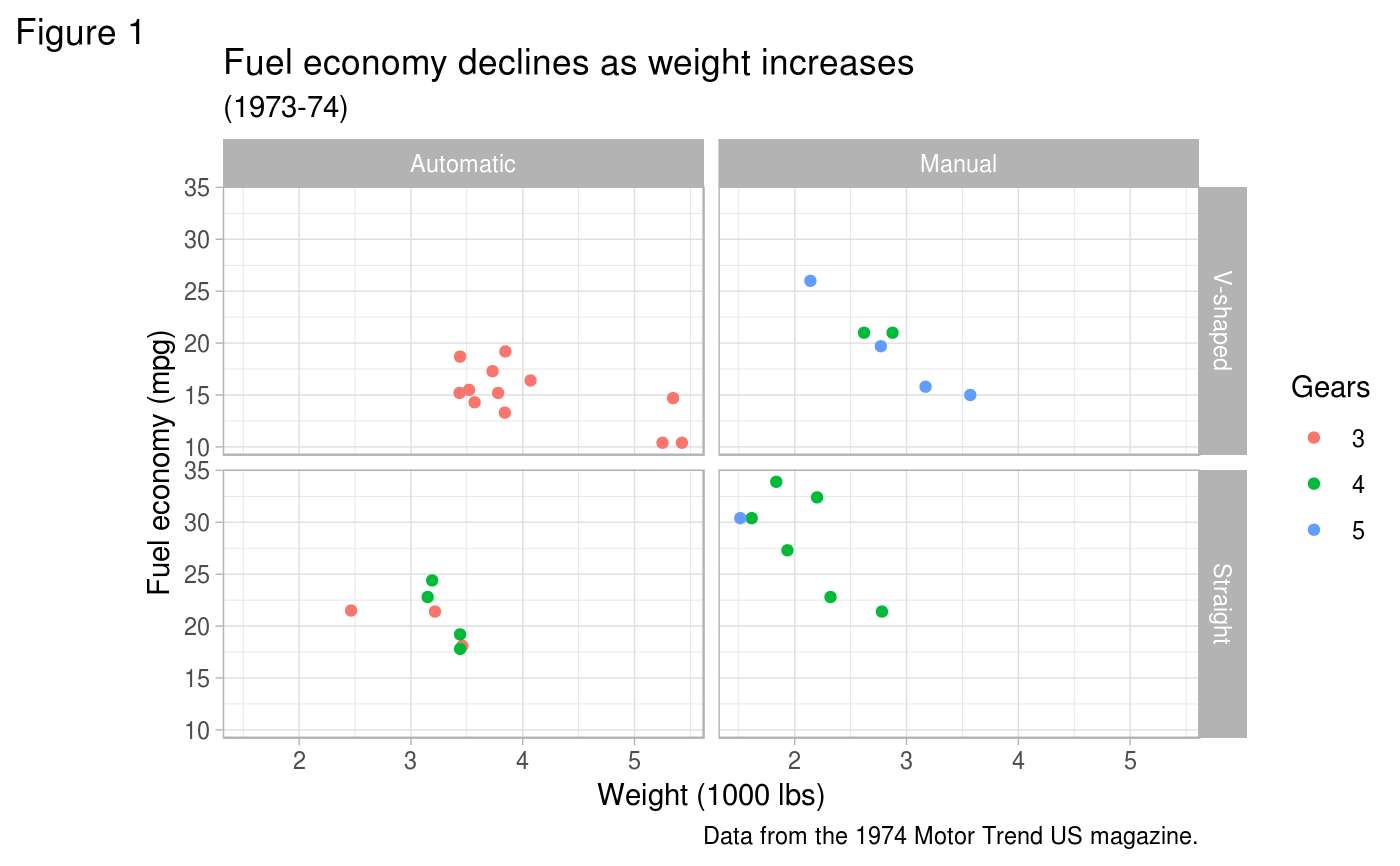 Figure 1
Fuel economy declines as weight increases
(1973-74)
Automatic
Manual
35
30
25
20
15
10
V-shaped
35
30
25
20
15
10
Straight
Fuel economy (mpg)
2 3 4 5
2 3 4 5
Weight (1000 lbs)
Gears
3
4
5
Data from the 1974 Motor Trend US magazine.